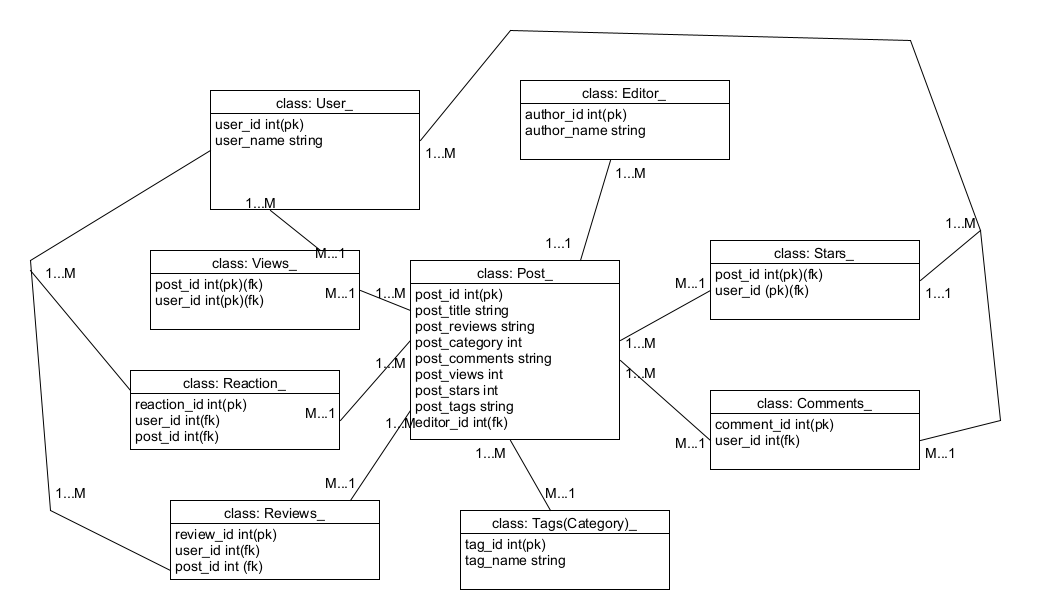 class: User_
user_id int(pk)
user_name string
1...M
1...M
class: Editor_
author_id int(pk)
author_name string
1...M
1...1
class: Views_
post_id int(pk)(fk)
user_id int(pk)(fk)
M...1
M...1
1...M
1...M
class: Post_
post_id int(pk)
post_title string
post_reviews string
post_category int
post_comments string
post_views int
post_stars int
post_tags string
editor_id int(fk)
class: Stars_
post_id int(pk)(fk)
user_id (pk)(fk)
1...M
M...1
1...1
1...M
1...M
class: Reaction_
reaction_id int(pk)
user_id int(fk)
post_id int(fk)
1...M
M...1
1...M
class: Comments_
comment_id int(pk)
user_id int(fk)
M...1
M...1
1...M
M...1
1...M
M...1
class: Reviews_
review_id int(pk)
user_id int(fk)
post_id int (fk)
class: Tags(Category)_
tag_id int(pk)
tag_name string